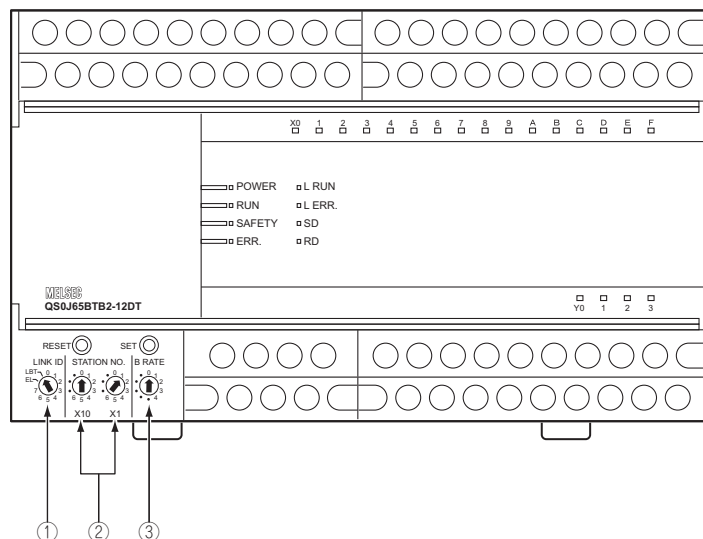 X0 1 2 3 4 5 6 7 8 9 A B C D E F
POWER L RUN
RUN L ERR.
SAFETY SD
ERR. RD
MELSEC
QS0J65BTB2-12DT
Y0 1 2 3
RESET SET
LINK ID STATION NO. B RATE
LBT 0 1 2 3 4 5 6 7 EL
0 1 2 3 4 5 6
0 1 2 3 4 5 6
0 1 2 3 4
X10 X1
1 2 3